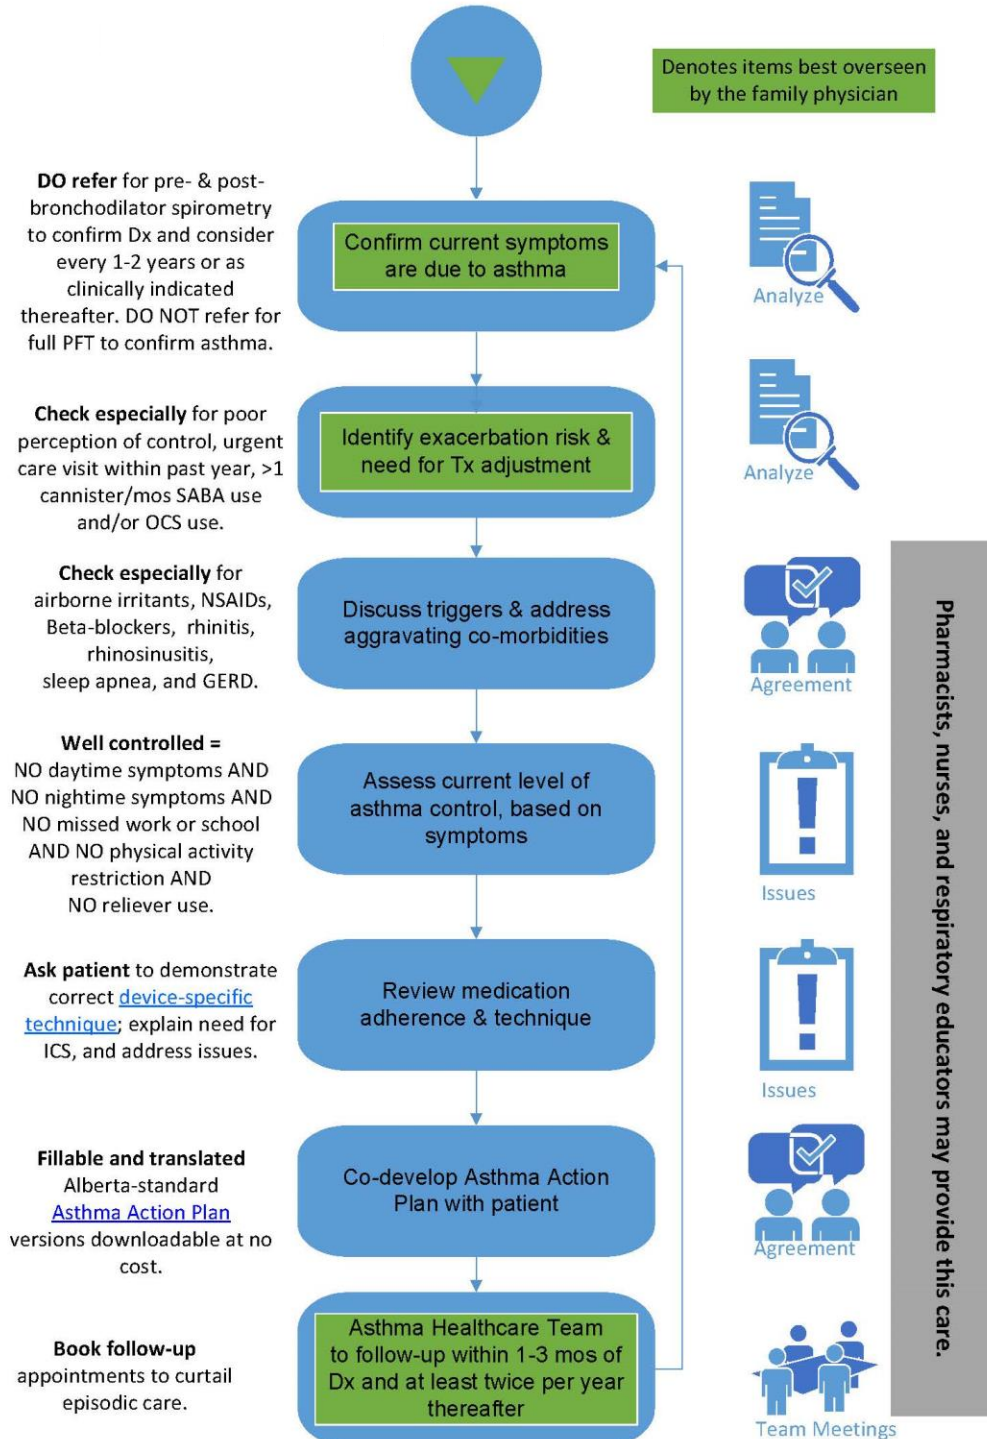 Denotes items best overseen
by the family physician
DO refer for pre- & post-
bronchodilator spirometry
to confirm Dx and consider
every 1-2 years or as
clinically indicated
thereafter. DO NOT refer for
full PFT to confirm asthma.
Confirm current symptoms
are due to asthma
Analyze
Check especially for poor
perception of control, urgent
care visit within past year, >1
cannister/mos SABA use
and/or OCS use.
Identify exacerbation risk &
need for Tx adjustment
Analyze
Check especially for
airborne irritants, NSAIDs,
Beta-blockers, rhinitis,
rhinosinusitis,
sleep apnea, and GERD.
Discuss triggers & address
aggravating co-morbidities
Agreement
Well controlled =
NO daytime symptoms AND
NO nightime symptoms AND
NO missed work or school
AND NO physical activity
restriction AND
NO reliever use.
Assess current level of
asthma control, based on
symptoms
Issues
Ask patient to demonstrate
correct device-specific
technique; explain need for
ICS, and address issues.
Review medication
adherence & technique
Issues
Fillable and translated
Alberta-standard
Asthma Action Plan
versions downloadable at no
cost.
Co-develop Asthma Action
Plan with patient
Agreement
Book follow-up
appointments to curtail
episodic care.
Asthma Healthcare Team
to follow-up within 1-3 mos of
Dx and at least twice per year
thereafter
Team Meetings
Pharmacists, nurses, and respiratory educators may provide this care.